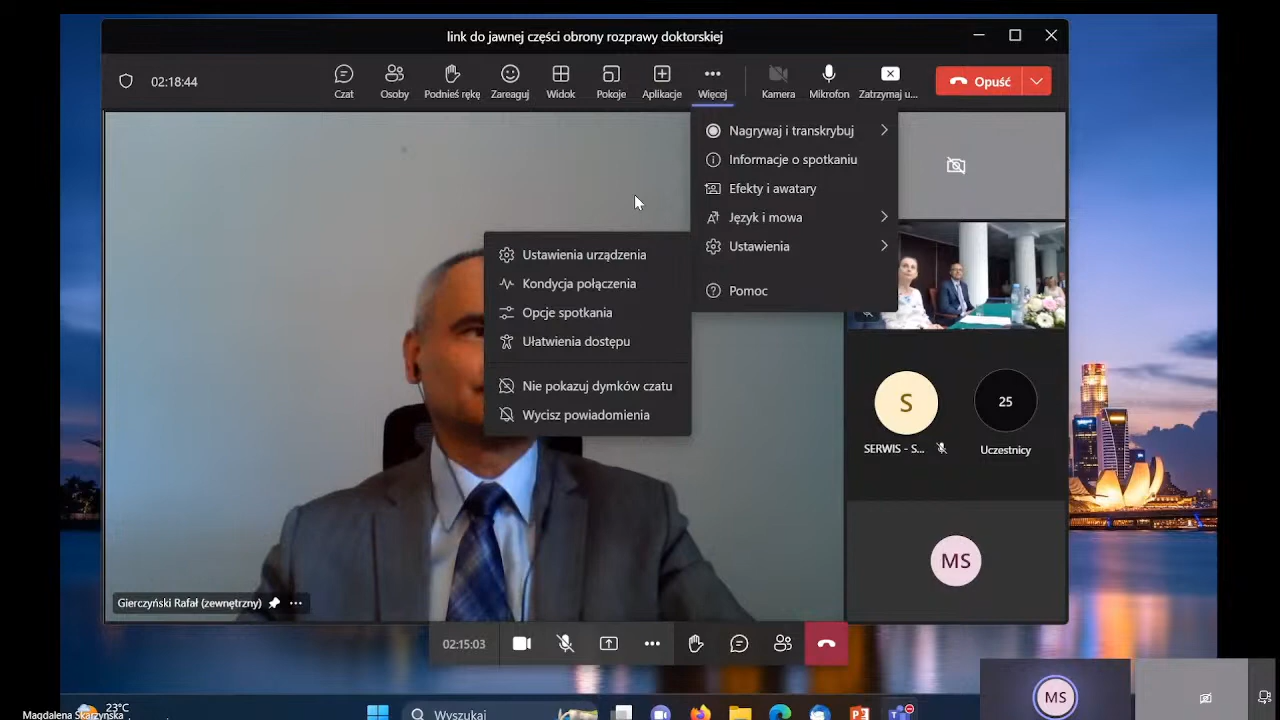 link do jawnej części obrony rozprawy doktorskiej
02:18:44
Czat
Osoby
Podnieś rękę
Zareaguj
Widok
Pokoje
Aplikacje
Więcej
Kamera
Mikrofon
Zatrzymaj u...
Opuść
Nagrywaj i transkrybuj
Informacje o spotkaniu
Efekty i awatary
Język i mowa
Ustawienia
Pomoc
Ustawienia urządzenia
Kondycja połączenia
Opcje spotkania
Ułatwienia dostępu
Nie pokazuj dymków czatu
Wycisz powiadomienia
S
25
SERWIS - S...
Uczestnicy
MS
Gierczyński Rafał (zewnętrzny)
02:15:03
MS
23°C
Magdalena Skarzyńska
Wyszukaj